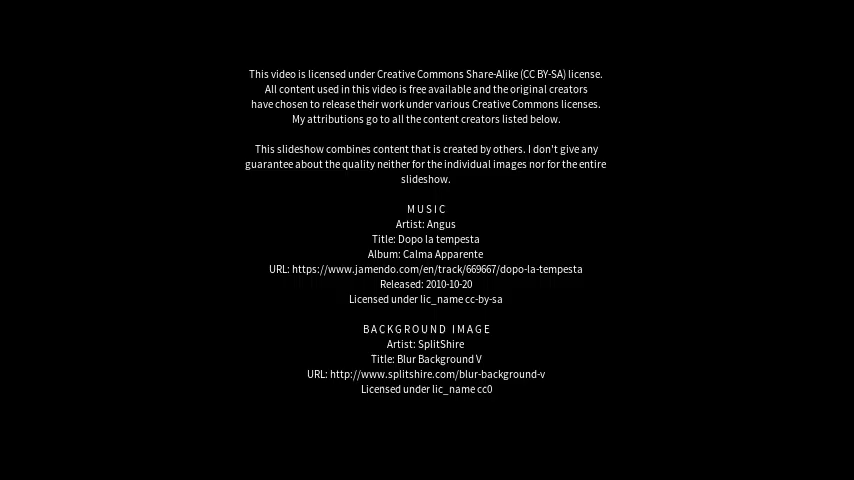 This video is licensed under Creative Commons Share-Alike (CC BY-SA) license.
All content used in this video is free available and the original creators
have chosen to release their work under various Creative Commons licenses.
My attributions go to all the content creators listed below.
This slideshow combines content that is created by others. I don't give any
guarantee about the quality neither for the individual images nor for the entire
slideshow.
MUSIC
Artist: Angus
Title: Dopo la tempesta
Album: Calma Apparente
URL: https://www.jamendo.com/en/track/669667/dopo-la-tempesta
Released: 2010-10-20
Licensed under lic_name cc-by-sa
BACKGROUND IMAGE
Artist: SplitShire
Title: Blur Background V
URL: http://www.splitshire.com/blur-background-v
Licensed under lic_name cc0